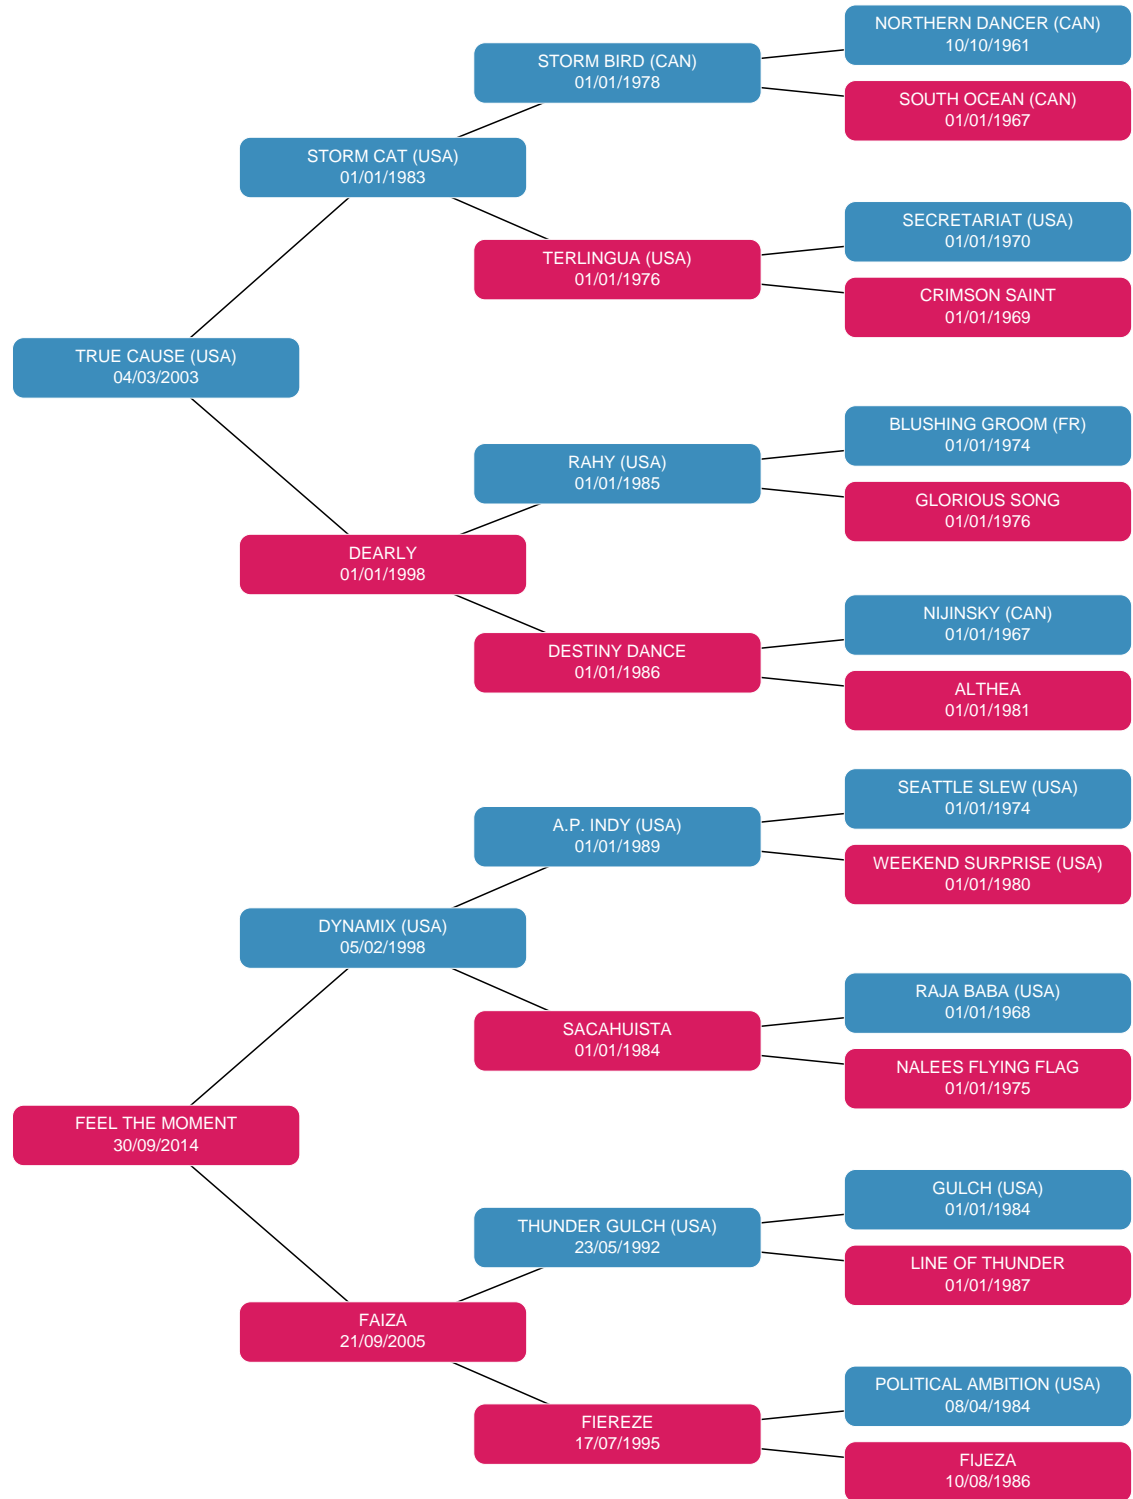 NORTHERN DANCER (CAN)
10/10/1961
STORM BIRD (CAN)
01/01/1978
SOUTH OCEAN (CAN)
01/01/1967
STORM CAT (USA)
01/01/1983
SECRETARIAT (USA)
01/01/1970
TERLINGUA (USA)
01/01/1976
CRIMSON SAINT
01/01/1969
TRUE CAUSE (USA)
04/03/2003
BLUSHING GROOM (FR)
01/01/1974
RAHY (USA)
01/01/1985
GLORIOUS SONG
01/01/1976
DEARLY
01/01/1998
NIJINSKY (CAN)
01/01/1967
DESTINY DANCE
01/01/1986
ALTHEA
01/01/1981
SEATTLE SLEW (USA)
01/01/1974
A.P. INDY (USA)
01/01/1989
WEEKEND SURPRISE (USA)
01/01/1980
DYNAMIX (USA)
05/02/1998
RAJA BABA (USA)
01/01/1968
SACAHUISTA
01/01/1984
NALEES FLYING FLAG
01/01/1975
FEEL THE MOMENT
30/09/2014
GULCH (USA)
01/01/1984
THUNDER GULCH (USA)
23/05/1992
LINE OF THUNDER
01/01/1987
FAIZA
21/09/2005
POLITICAL AMBITION (USA)
08/04/1984
FIEREZE
17/07/1995
FIJEZA
10/08/1986